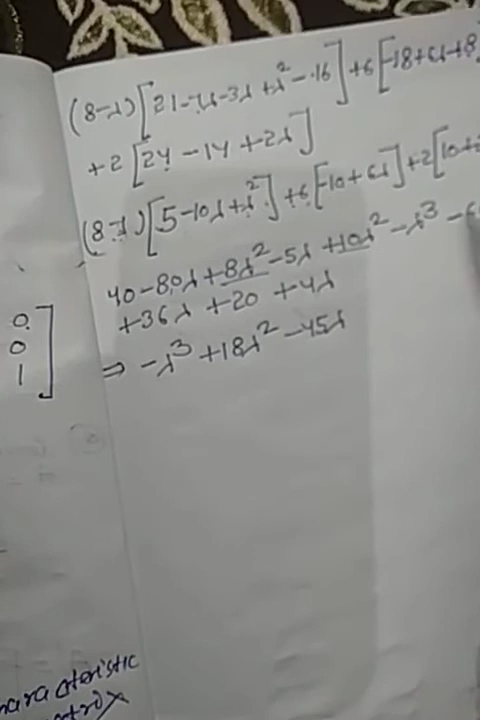 (8-λ)[21-7λ-3λ+λ²-16]+6[-18+6λ+8
+2[24-14+2λ]
(8-λ)[5-10λ+λ²]+6[-10+6λ]+2[10+2
40-80λ+8λ²-5λ+10λ²-λ³-6
+36λ+20+4λ
⇒ -λ³+18λ²-45λ
0
0
1
characteristic